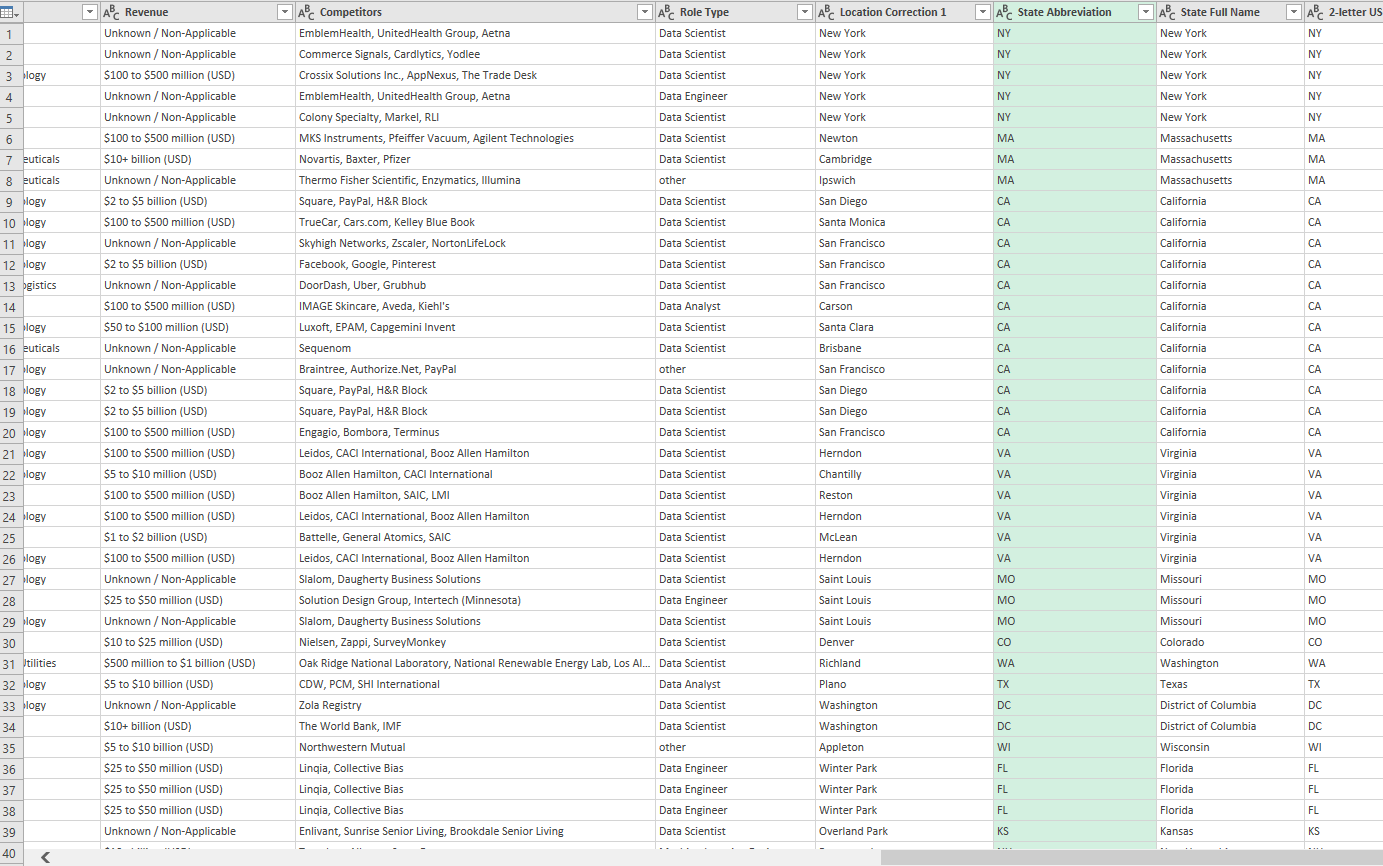 Revenue Competitors Role Type Location Correction 1 State Abbreviation State Full Name 2-letter US
1 Unknown / Non-Applicable EmblemHealth, UnitedHealth Group, Aetna Data Scientist New York NY New York NY
2 Unknown / Non-Applicable Commerce Signals, Cardlytics, Yodlee Data Scientist New York NY New York NY
3 logy $100 to $500 million (USD) Crossix Solutions Inc., AppNexus, The Trade Desk Data Scientist New York NY New York NY
4 Unknown / Non-Applicable EmblemHealth, UnitedHealth Group, Aetna Data Engineer New York NY New York NY
5 Unknown / Non-Applicable Colony Specialty, Markel, RLI Data Scientist New York NY New York NY
6 $100 to $500 million (USD) MKS Instruments, Pfeiffer Vacuum, Agilent Technologies Data Scientist Newton MA Massachusetts MA
7 euticals $10+ billion (USD) Novartis, Baxter, Pfizer Data Scientist Cambridge MA Massachusetts MA
8 euticals Unknown / Non-Applicable Thermo Fisher Scientific, Enzymatics, Illumina other Ipswich MA Massachusetts MA
9 logy $2 to $5 billion (USD) Square, PayPal, H&R Block Data Scientist San Diego CA California CA
10 logy $100 to $500 million (USD) TrueCar, Cars.com, Kelley Blue Book Data Scientist Santa Monica CA California CA
11 logy Unknown / Non-Applicable Skyhigh Networks, Zscaler, NortonLifeLock Data Scientist San Francisco CA California CA
12 logy $2 to $5 billion (USD) Facebook, Google, Pinterest Data Scientist San Francisco CA California CA
13 ogistics Unknown / Non-Applicable DoorDash, Uber, Grubhub Data Scientist San Francisco CA California CA
14 $100 to $500 million (USD) IMAGE Skincare, Aveda, Kiehl's Data Analyst Carson CA California CA
15 logy $50 to $100 million (USD) Luxoft, EPAM, Capgemini Invent Data Scientist Santa Clara CA California CA
16 euticals Unknown / Non-Applicable Sequenom Data Scientist Brisbane CA California CA
17 logy Unknown / Non-Applicable Braintree, Authorize.Net, PayPal other San Francisco CA California CA
18 logy $2 to $5 billion (USD) Square, PayPal, H&R Block Data Scientist San Diego CA California CA
19 logy $2 to $5 billion (USD) Square, PayPal, H&R Block Data Scientist San Diego CA California CA
20 logy $100 to $500 million (USD) Engagio, Bombora, Terminus Data Scientist San Francisco CA California CA
21 logy $100 to $500 million (USD) Leidos, CACI International, Booz Allen Hamilton Data Scientist Herndon VA Virginia VA
22 logy $5 to $10 million (USD) Booz Allen Hamilton, CACI International Data Scientist Chantilly VA Virginia VA
23 $100 to $500 million (USD) Booz Allen Hamilton, SAIC, LMI Data Scientist Reston VA Virginia VA
24 logy $100 to $500 million (USD) Leidos, CACI International, Booz Allen Hamilton Data Scientist Herndon VA Virginia VA
25 $1 to $2 billion (USD) Battelle, General Atomics, SAIC Data Scientist McLean VA Virginia VA
26 logy $100 to $500 million (USD) Leidos, CACI International, Booz Allen Hamilton Data Scientist Herndon VA Virginia VA
27 logy Unknown / Non-Applicable Slalom, Daugherty Business Solutions Data Scientist Saint Louis MO Missouri MO
28 $25 to $50 million (USD) Solution Design Group, Intertech (Minnesota) Data Engineer Saint Louis MO Missouri MO
29 logy Unknown / Non-Applicable Slalom, Daugherty Business Solutions Data Scientist Saint Louis MO Missouri MO
30 $10 to $25 million (USD) Nielsen, Zappi, SurveyMonkey Data Scientist Denver CO Colorado CO
31 Utilities $500 million to $1 billion (USD) Oak Ridge National Laboratory, National Renewable Energy Lab, Los Al... Data Scientist Richland WA Washington WA
32 logy $5 to $10 billion (USD) CDW, PCM, SHI International Data Analyst Plano TX Texas TX
33 logy Unknown / Non-Applicable Zola Registry Data Scientist Washington DC District of Columbia DC
34 $10+ billion (USD) The World Bank, IMF Data Scientist Washington DC District of Columbia DC
35 $5 to $10 billion (USD) Northwestern Mutual other Appleton WI Wisconsin WI
36 $25 to $50 million (USD) Linqia, Collective Bias Data Engineer Winter Park FL Florida FL
37 $25 to $50 million (USD) Linqia, Collective Bias Data Engineer Winter Park FL Florida FL
38 $25 to $50 million (USD) Linqia, Collective Bias Data Engineer Winter Park FL Florida FL
39 Unknown / Non-Applicable Enlivant, Sunrise Senior Living, Brookdale Senior Living Data Scientist Overland Park KS Kansas KS
40